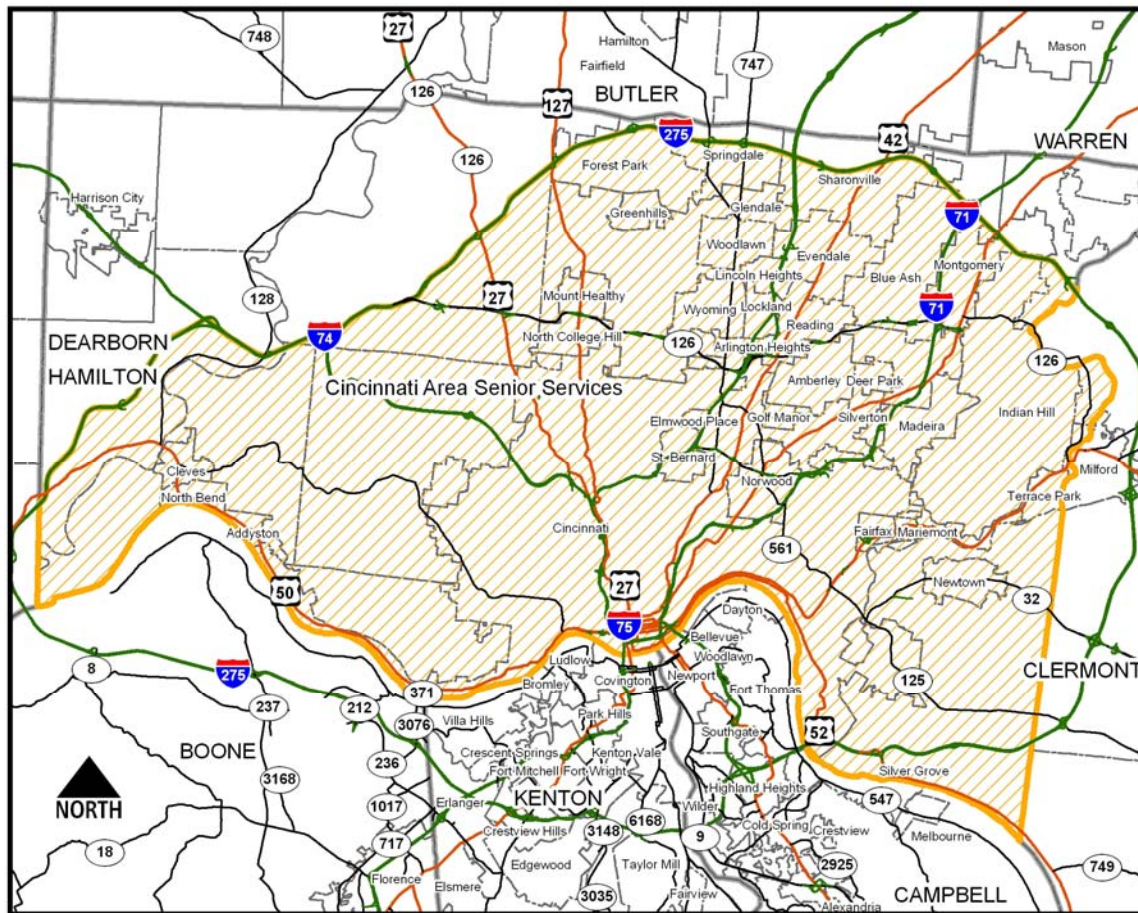 27
748
Hamilton
Mason
Fairfield
747
126
127
BUTLER
275
42
WARREN
126
Springdale
Forest Park
Sharonville
Harrison City
Glendale
Greenhills
71
Woodlawn
Evendale
Lincoln Heights
Montgomery
Blue Ash
128
27
Mount Healthy
Wyoming
Lockland
71
74
Reading
DEARBORN
North College Hill
126
Arlington Heights
126
HAMILTON
Cincinnati Area Senior Services
Amberley
Deer Park
Indian Hill
Elmwood Place
Golf Manor
Silverton
Madeira
St. Bernard
Cleves
Milford
Norwood
North Bend
Terrace Park
Addyston
Cincinnati
Fairfax
Mariemont
561
50
27
Newtown
32
75
Dayton
Bellevue
8
275
Ludlow
Woodlawn
CLERMONT
Covington
Newport
125
371
Bromley
Fort Thomas
237
212
3076
Villa Hills
Park Hills
Southgate
52
BOONE
236
Crescent Springs
Kenton Vale
Fort Mitchell
Fort Wright
Silver Grove
3168
Highland Heights
NORTH
1017
Erlanger
KENTON
Wilder
547
Crestview Hills
3148
6168
9
Cold Spring
Crestview
Melbourne
717
18
Edgewood
Taylor Mill
2925
749
Florence
Elsmere
3035
Fairview
CAMPBELL
Alexandria